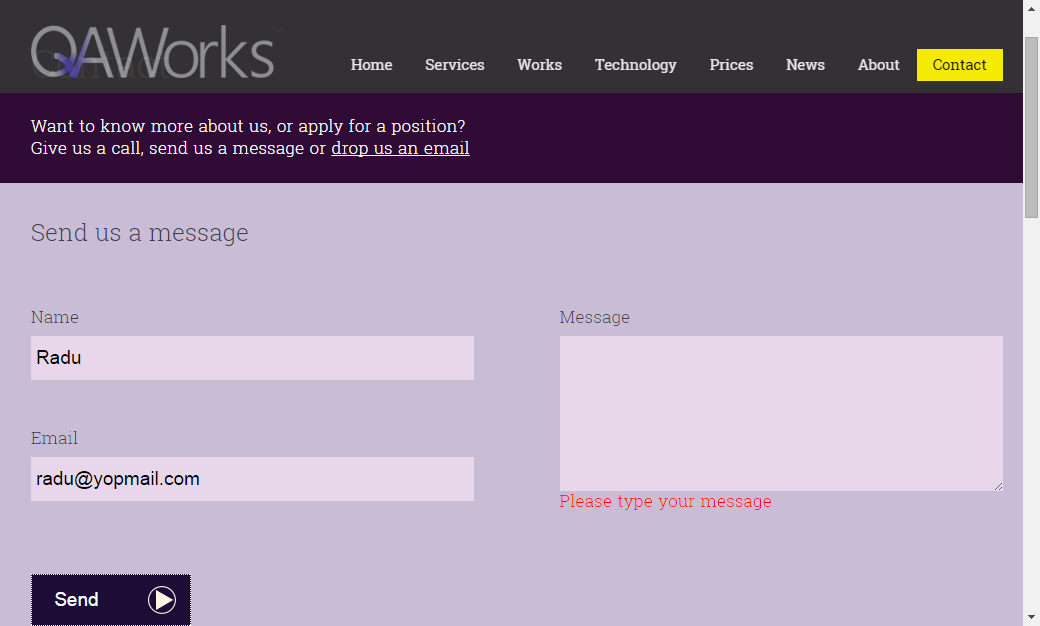 QAWorks
Contact
Home Services Works Technology Prices News About Contact
Want to know more about us, or apply for a position?
Give us a call, send us a message or drop us an email
Send us a message
Name
Message
Radu
Email
radu@yopmail.com
Please type your message
Send